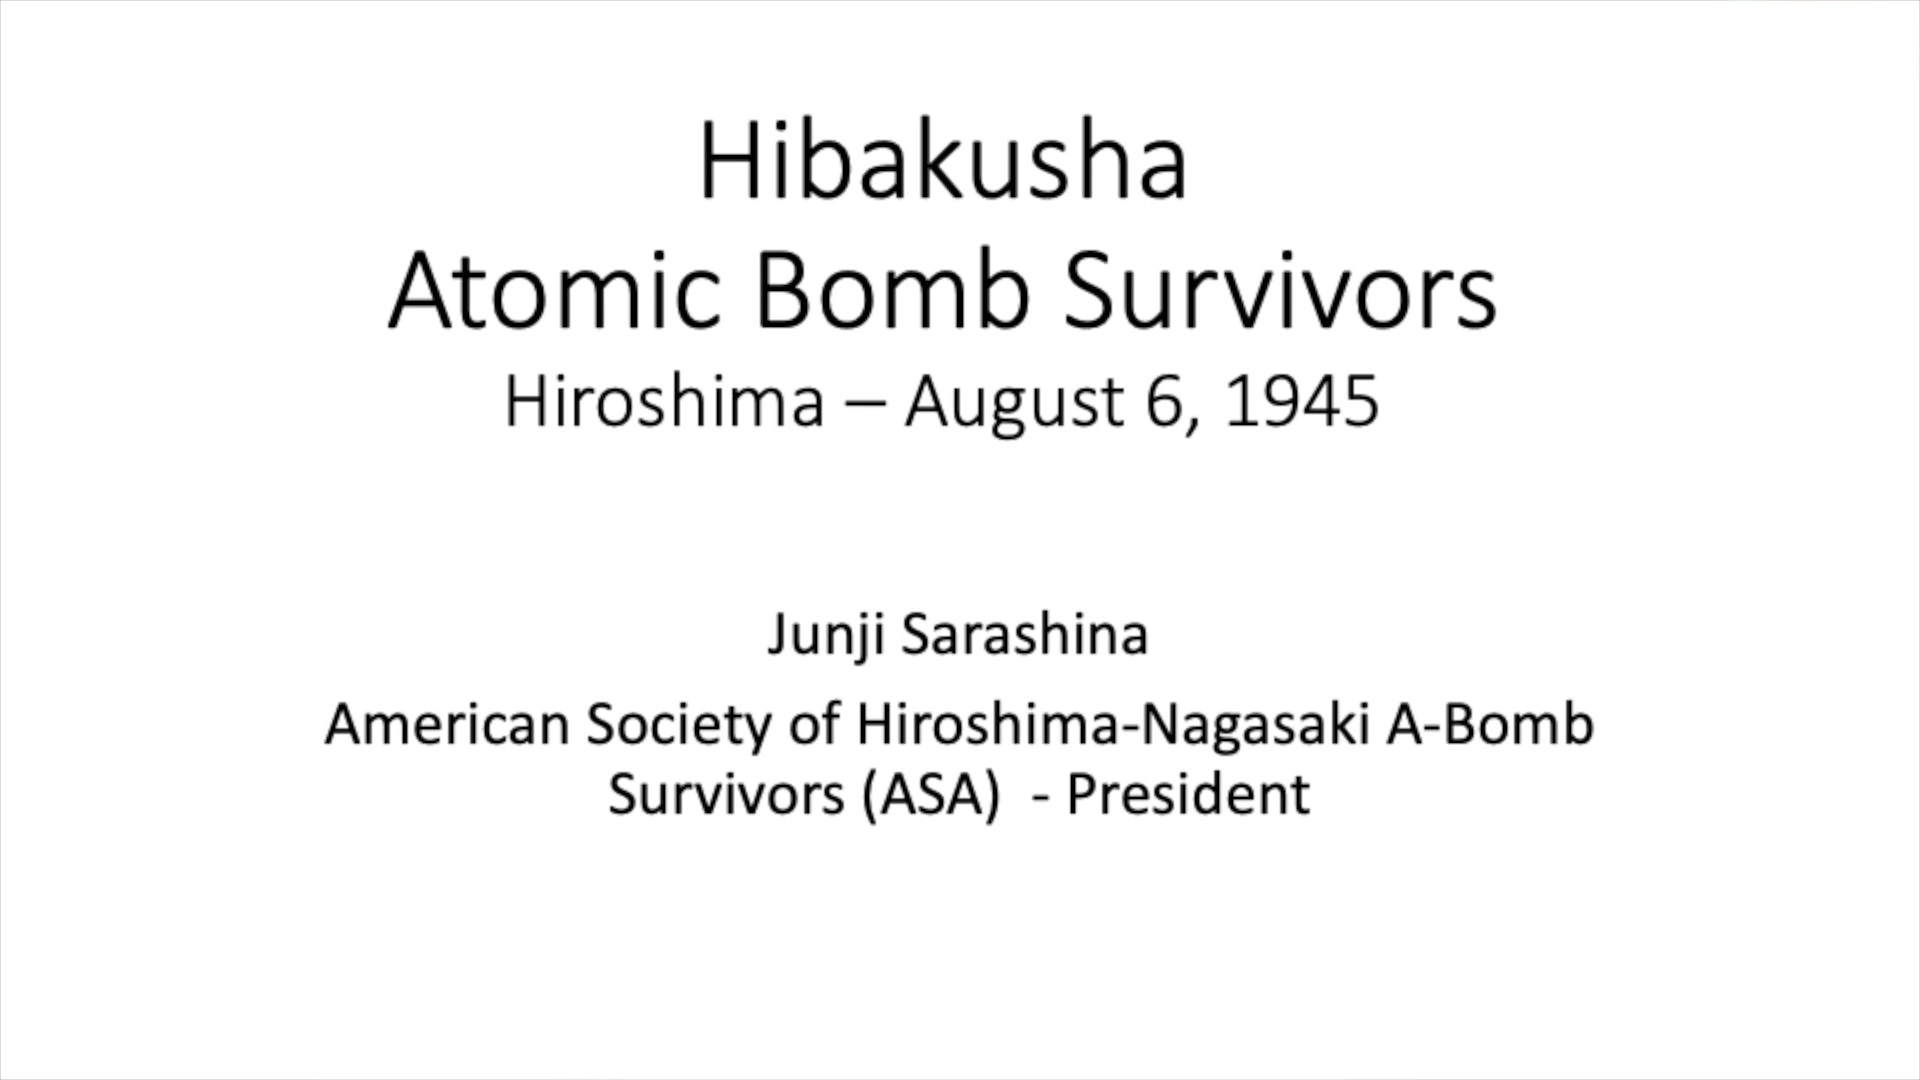 Hibakusha
Atomic Bomb Survivors
Hiroshima – August 6, 1945
Junji Sarashina
American Society of Hiroshima-Nagasaki A-Bomb
Survivors (ASA)  - President